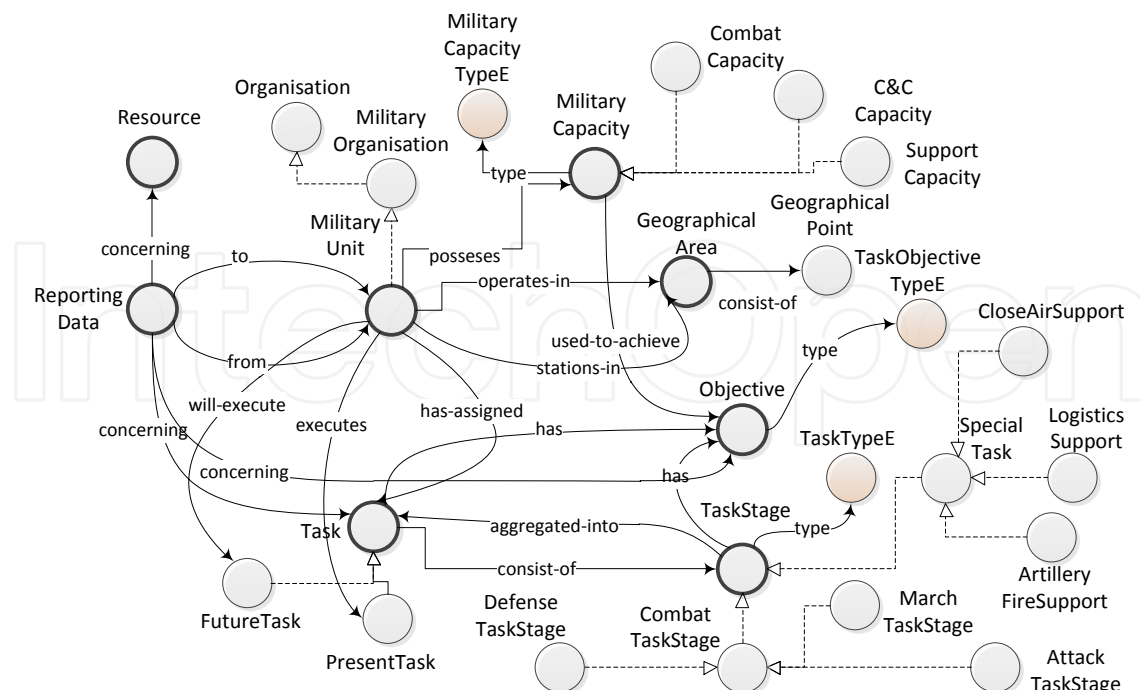 Military
Capacity
TypeE
Combat
Capacity
Organisation
Military
Organisation
Military
Capacity
C&C
Capacity
Resource
Support
Capacity
type
Military
Unit
Geographical
Area
Geographical
Point
concerning
to
posseses
operates-in
TaskObjective
TypeE
Reporting
Data
consist-of
CloseAirSupport
used-to-achieve
type
from
stations-in
Objective
will-execute
has-assigned
executes
concerning
has
TaskTypeE
Special
Task
Logistics
Support
concerning
has
TaskStage
Task
aggregated-into
type
consist-of
Artillery
FireSupport
FutureTask
Defense
TaskStage
Combat
TaskStage
March
TaskStage
PresentTask
Attack
TaskStage
IntechOpen